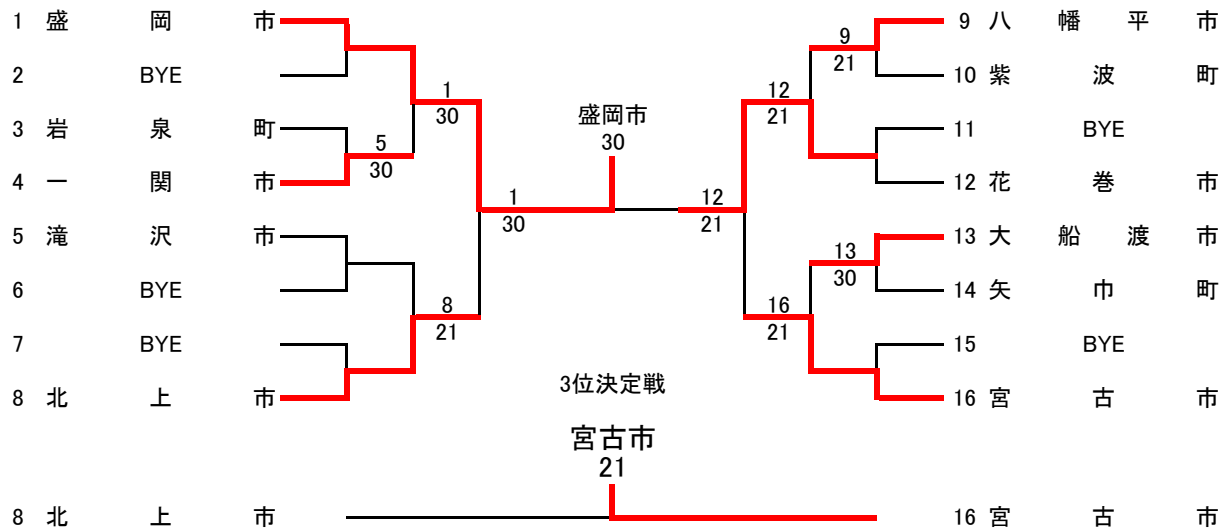 1 盛岡市
2 BYE
3 岩泉町
4 一関市
5 滝沢市
6 BYE
7 BYE
8 北上市
5
30
1
30
8
21
1
30
盛岡市
30
12
21
12
21
16
21
9
21
13
30
9 八幡平市
10 紫波町
11 BYE
12 花巻市
13 大船渡市
14 矢巾町
15 BYE
16 宮古市
3位決定戦
宮古市
21
8 北上市
16 宮古市